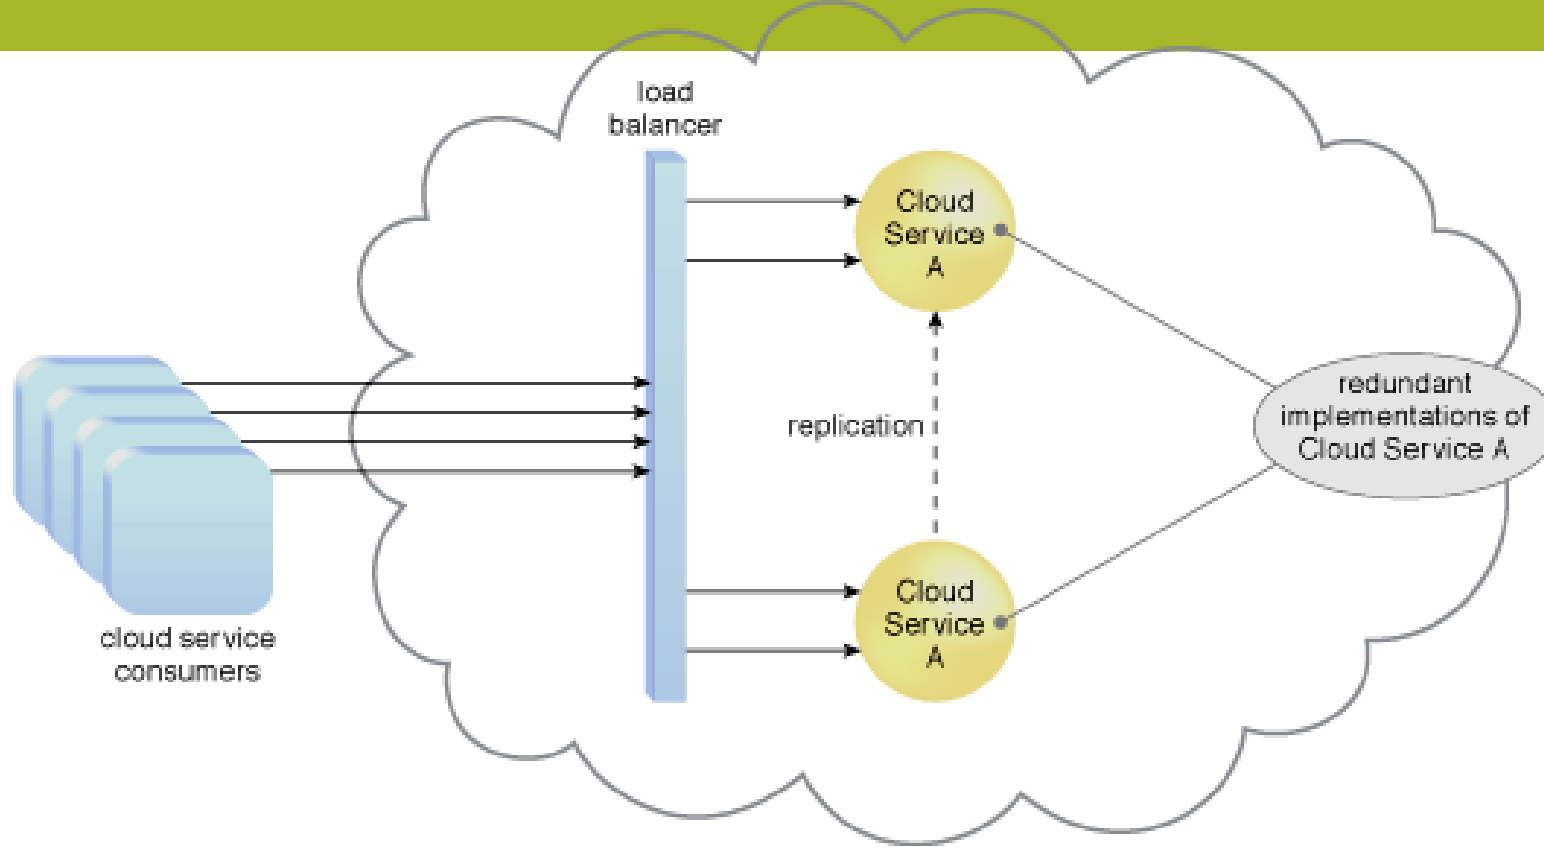 load
balancer
Cloud
Service
A
replication
redundant
implementations of
Cloud Service A
Cloud
Service
A
cloud service
consumers